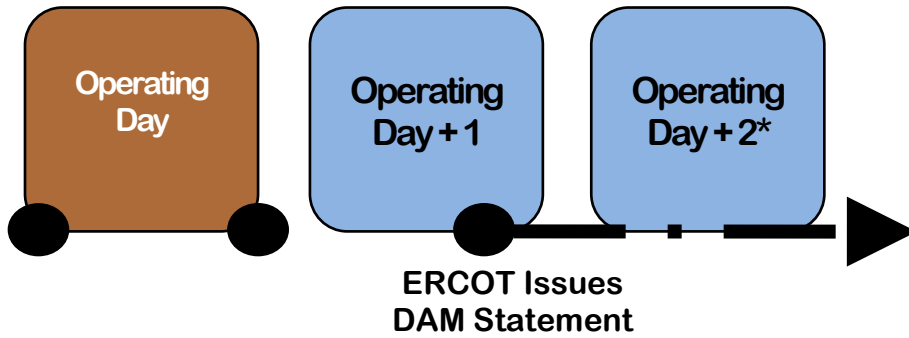 Operating
Day
Operating
Day + 1
Operating
Day + 2*
ERCOT Issues
DAM Statement